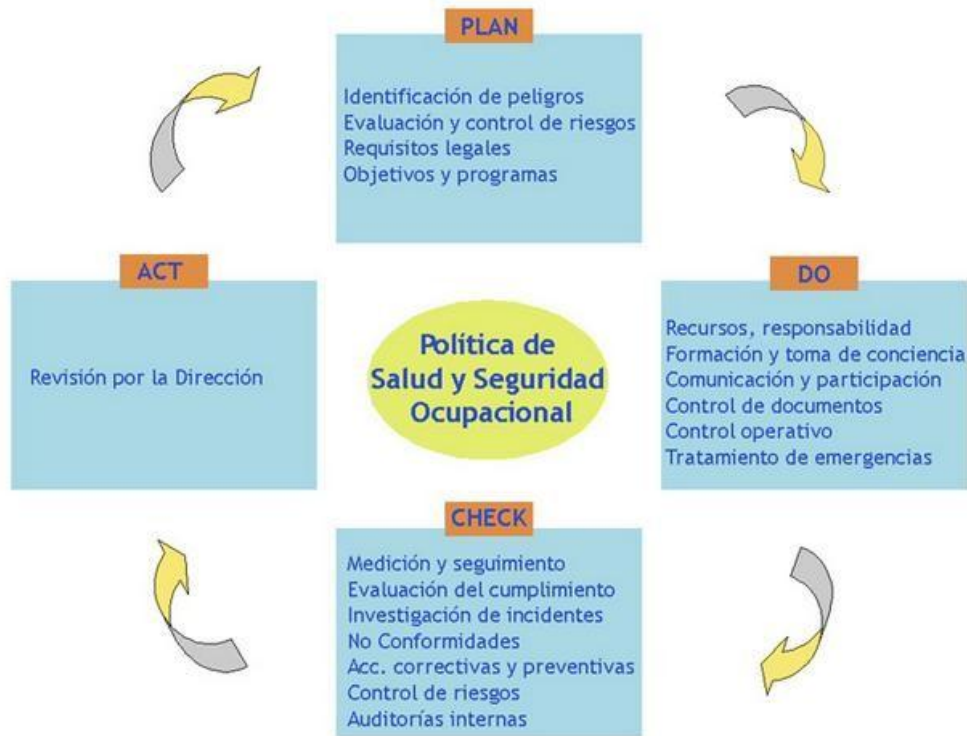 PLAN
Identificación de peligros
Evaluación y control de riesgos
Requisitos legales
Objetivos y programas
ACT
Revisión por la Dirección
Política de
Salud y Seguridad
Ocupacional
DO
Recursos, responsabilidad
Formación y toma de conciencia
Comunicación y participación
Control de documentos
Control operativo
Tratamiento de emergencias
CHECK
Medición y seguimiento
Evaluación del cumplimiento
Investigación de incidentes
No Conformidades
Acc. correctivas y preventivas
Control de riesgos
Auditorías internas